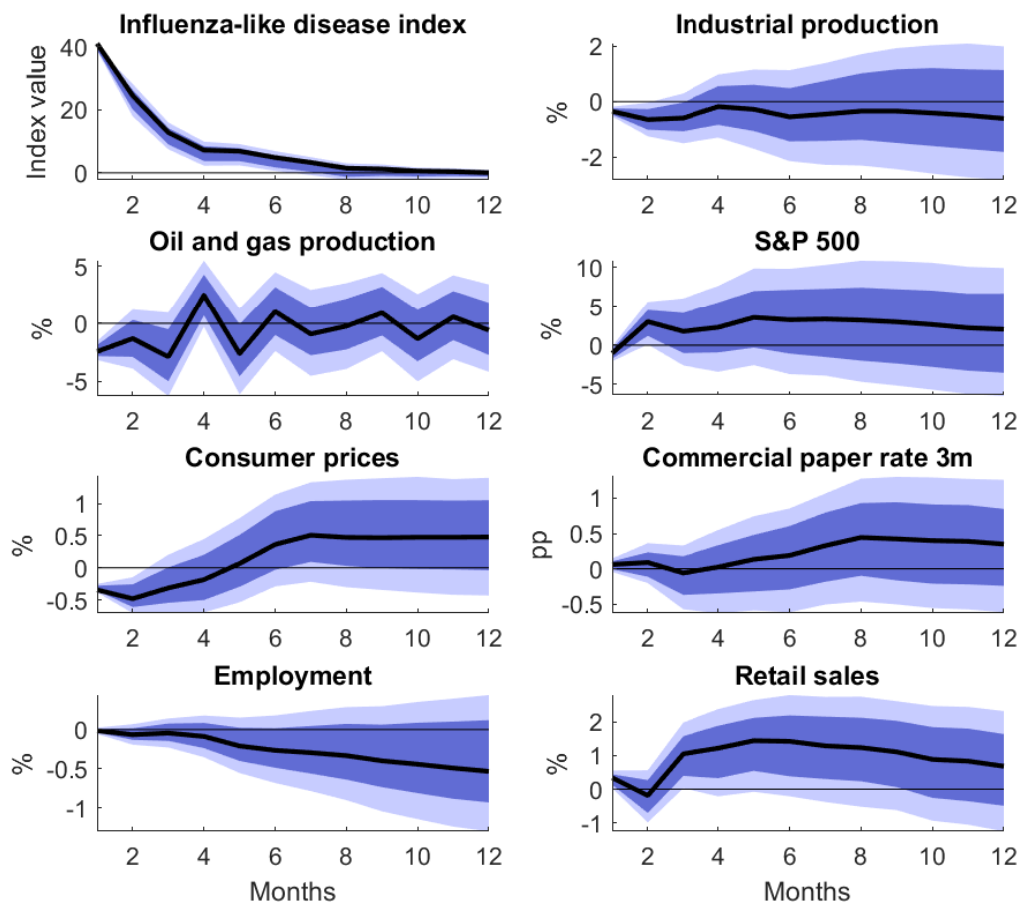 Influenza-like disease index
Index value
40
20
0
2 4 6 8 10 12
Industrial production
%
2
0
-2
2 4 6 8 10 12
Oil and gas production
%
5
0
-5
2 4 6 8 10 12
S&P 500
%
10
5
0
-5
2 4 6 8 10 12
Consumer prices
%
1
0.5
0
-0.5
2 4 6 8 10 12
Commercial paper rate 3m
pp
1
0.5
0
-0.5
2 4 6 8 10 12
Employment
%
0
-0.5
-1
2 4 6 8 10 12
Months
Retail sales
%
2
1
0
-1
2 4 6 8 10 12
Months